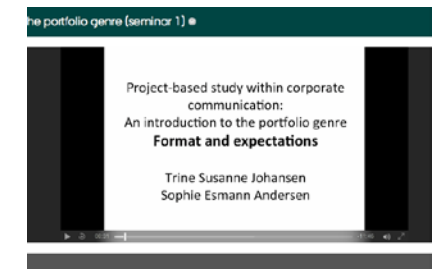 he portfolio genre (seminar 1)
Project-based study within corporate
communication:
An introduction to the portfolio genre
Format and expectations
Trine Susanne Johansen
Sophie Esmann Andersen